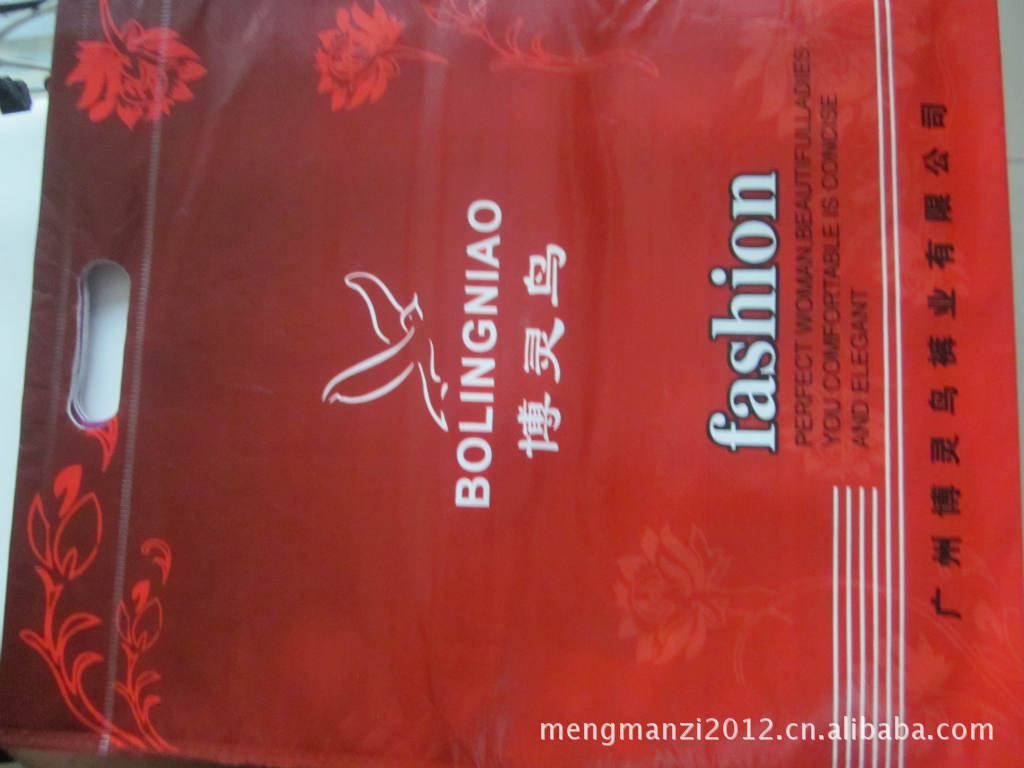 BOLINGNIAO
博灵鸟
fashion
PERFECT WOMAN.BEAUTIFULLADIES
YOU COMFORTABLE IS CONCISE
AND ELEGANT
广州博灵鸟裤业有限公司
mengmanzi2012.cn.alibaba.com